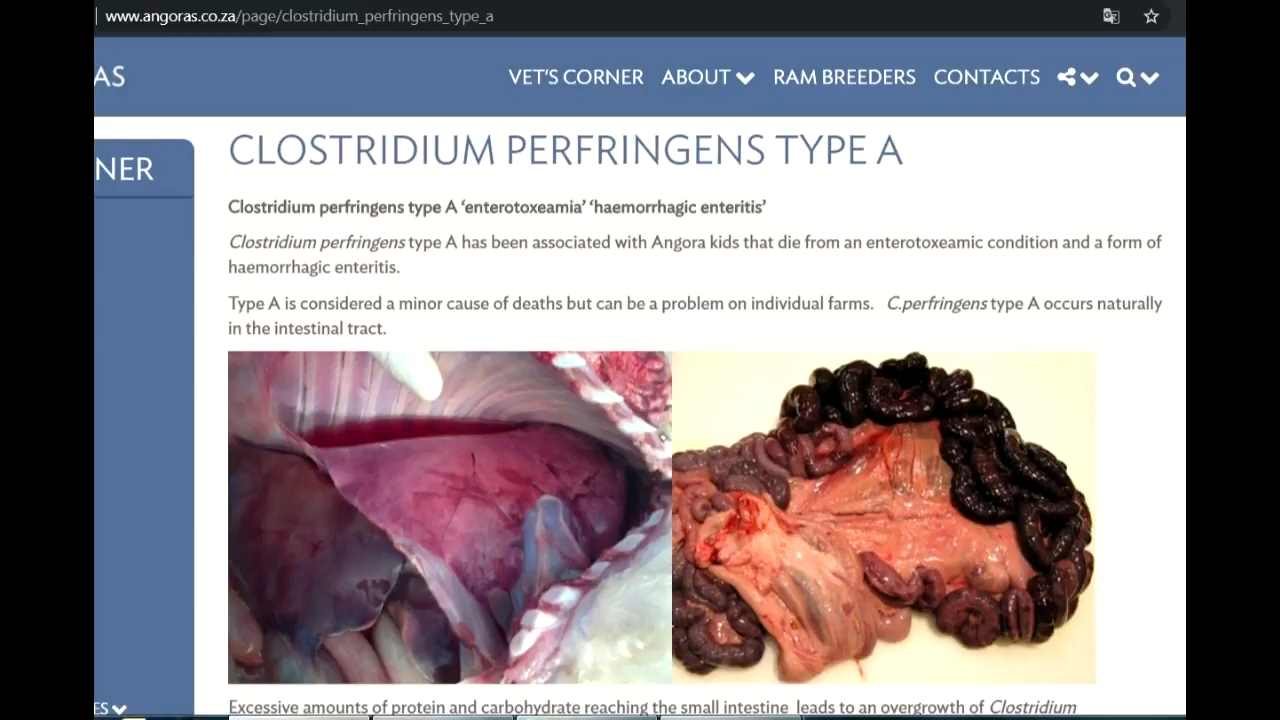 www.angoras.co.za/page/clostridium_perfringens_type_a
AS
VET'S CORNER ABOUT RAM BREEDERS CONTACTS
NER
CLOSTRIDIUM PERFRINGENS TYPE A
Clostridium perfringens type A ‘enterotoxeamia’ ‘haemorrhagic enteritis’
Clostridium perfringens type A has been associated with Angora kids that die from an enterotoxeamic condition and a form of
haemorrhagic enteritis.
Type A is considered a minor cause of deaths but can be a problem on individual farms. C.perfringens type A occurs naturally
in the intestinal tract.
ES
Excessive amounts of protein and carbohydrate reaching the small intestine leads to an overgrowth of Clostridium